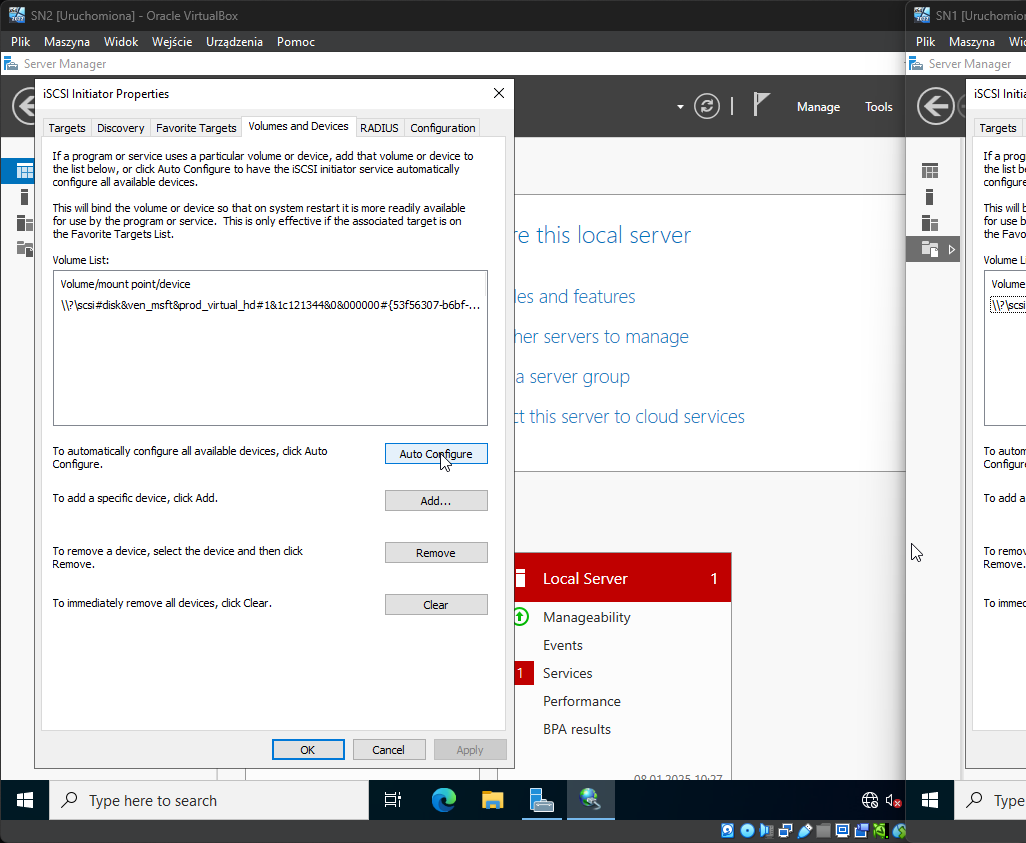 SN2 [Uruchomiona] - Oracle VirtualBox
Plik Maszyna Widok Wejście Urządzenia Pomoc
Server Manager
iSCSI Initiator Properties
Targets Discovery Favorite Targets Volumes and Devices RADIUS Configuration
If a program or service uses a particular volume or device, add that volume or device to
the list below, or click Auto Configure to have the iSCSI initiator service automatically
configure all available devices.
This will bind the volume or device so that on system restart it is more readily available
for use by the program or service. This is only effective if the associated target is on
the Favorite Targets List.
Volume List:
Volume/mount point/device
\\?\scsi#disk&ven_msft&prod_virtual_hd#1&1c121344&0&000000#{53f56307-b6bf-...
To automatically configure all available devices, click Auto
Configure.
Auto Configure
To add a specific device, click Add.
Add...
To remove a device, select the device and then click
Remove.
Remove
To immediately remove all devices, click Clear.
Clear
OK Cancel Apply
Manage Tools
re this local server
les and features
her servers to manage
a server group
ct this server to cloud services
Local Server 1
Manageability
Events
1 Services
Performance
BPA results
08.01.2025 10:27
Type here to search
SN1 [Uruchomion
Plik Maszyna Wid
Server Manager
iSCSI Initia
Targets
If a prog
the list be
configure
This will b
for use b
the Favo
Volume Li
Volume
\\?\scsi
To autom
Configure
To add a
To remov
Remove.
To immed
Type